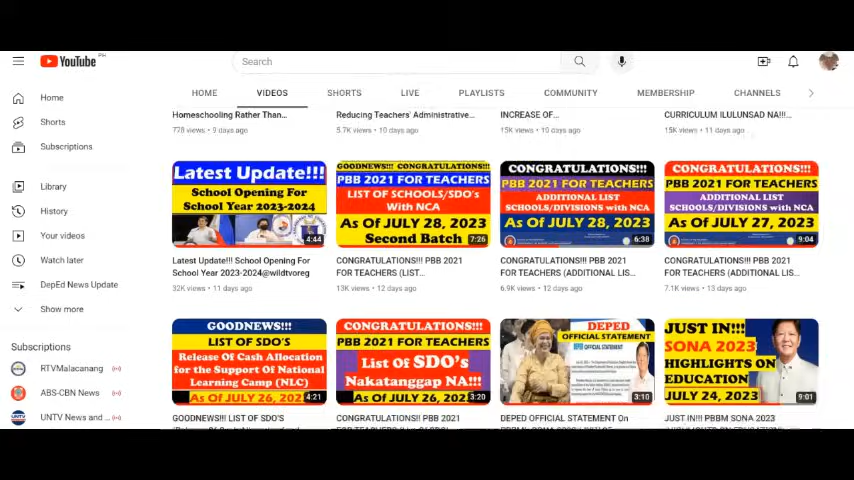 YouTube PH
Search
HOME VIDEOS SHORTS LIVE PLAYLISTS COMMUNITY MEMBERSHIP CHANNELS
Home
Shorts
Subscriptions
Library
History
Your videos
Watch later
DepEd News Update
Show more
Subscriptions
RTVMalacanang
ABS-CBN News
UNTV News and ...
Homeschooling Rather Than...
778 views • 9 days ago
Reducing Teachers' Administrative...
5.7K views • 10 days ago
INCREASE OF...
15K views • 10 days ago
CURRICULUM ILULUNSAD NA!!!...
15K views • 11 days ago
Latest Update!!!
School Opening For
School Year 2023-2024
4:44
Latest Update!!! School Opening For
School Year 2023-2024@wildtvoreg
32K views • 11 days ago
GOODNEWS!!! CONGRATULATIONS!!!
PBB 2021 FOR TEACHERS
LIST OF SCHOOLS/SDO's
With NCA
As Of JULY 28, 2023
Second Batch
7:26
CONGRATULATIONS!!! PBB 2021
FOR TEACHERS (LIST...
13K views • 12 days ago
CONGRATULATIONS!!!
PBB 2021 FOR TEACHERS
ADDITIONAL LIST
SCHOOLS/DIVISIONS with NCA
As Of JULY 28, 2023
6:38
CONGRATULATIONS!!! PBB 2021
FOR TEACHERS (ADDITIONAL LIS...
6.9K views • 12 days ago
CONGRATULATIONS!!!
PBB 2021 FOR TEACHERS
ADDITIONAL LIST
SCHOOLS/DIVISIONS with NCA
As Of JULY 27, 2023
9:04
CONGRATULATIONS!!! PBB 2021
FOR TEACHERS (ADDITIONAL LIS...
7.1K views • 13 days ago
GOODNEWS!!!
LIST OF SDO'S
Release Of Cash Allocation
for the Support Of National
Learning Camp (NLC)
As Of JULY 26, 202
4:21
GOODNEWS!!! LIST OF SDO'S
CONGRATULATIONS!!!
PBB 2021 FOR TEACHERS
List Of SDO's
Nakatanggap NA!!!
As Of JULY 26, 202
3:20
CONGRATULATIONS!! PBB 2021
DEPED
OFFICIAL STATEMENT
OFFICIAL STATEMENT
3:10
DEPED OFFICIAL STATEMENT On
JUST IN!!!
SONA 2023
HIGHLIGHTS ON
EDUCATION
JULY 24, 2023
9:01
JUST IN!!! PBBM SONA 2023